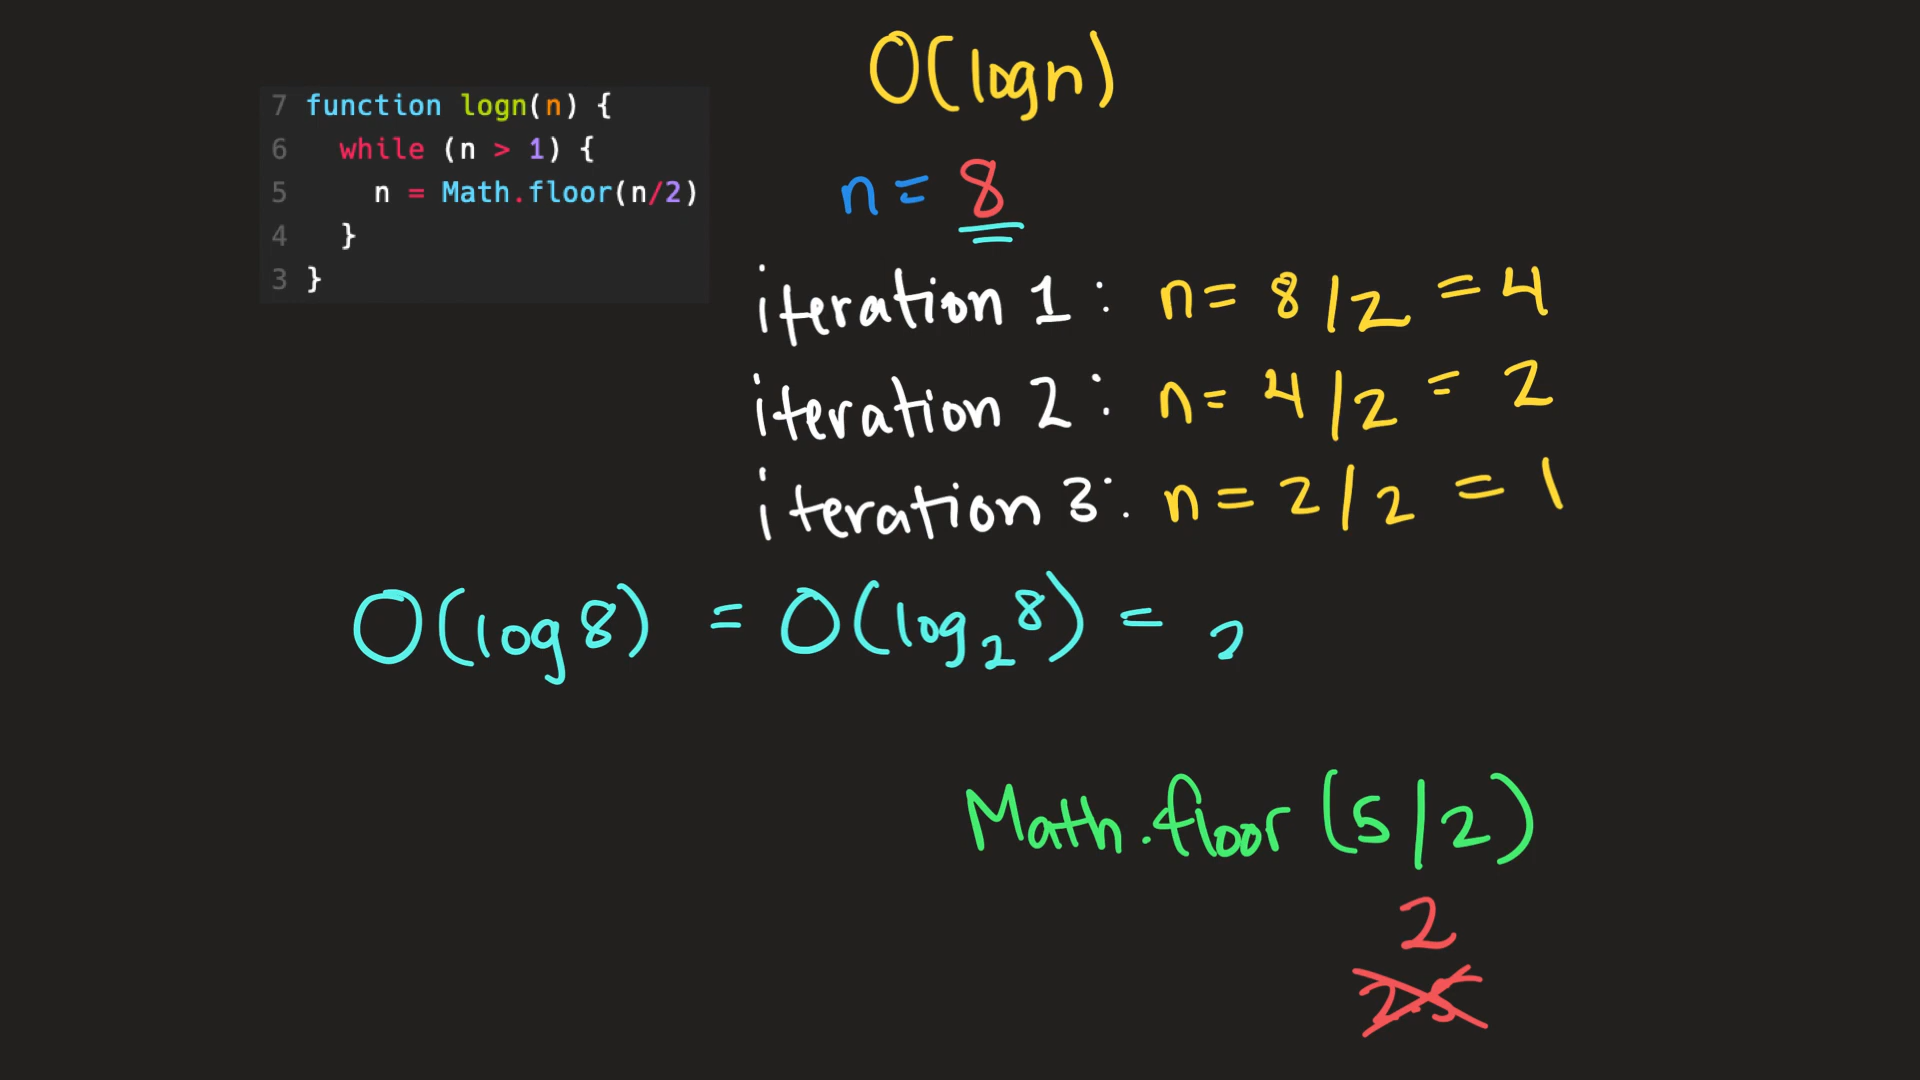 O(logn)
7 function logn(n) {
6 while (n > 1) {
5 n = Math.floor(n/2)
4 }
3 }
n = 8
iteration 1 : n = 8/2 = 4
iteration 2 : n = 4/2 = 2
iteration 3 : n = 2/2 = 1
O(log8) = O(log₂8) =
Math.floor(5/2)
2
2.5